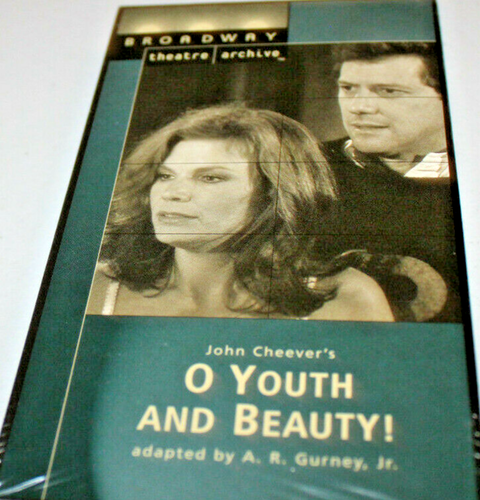 BROADWAY
theatre archive
John Cheever's
O YOUTH
AND BEAUTY!
adapted by A. R. Gurney, Jr.